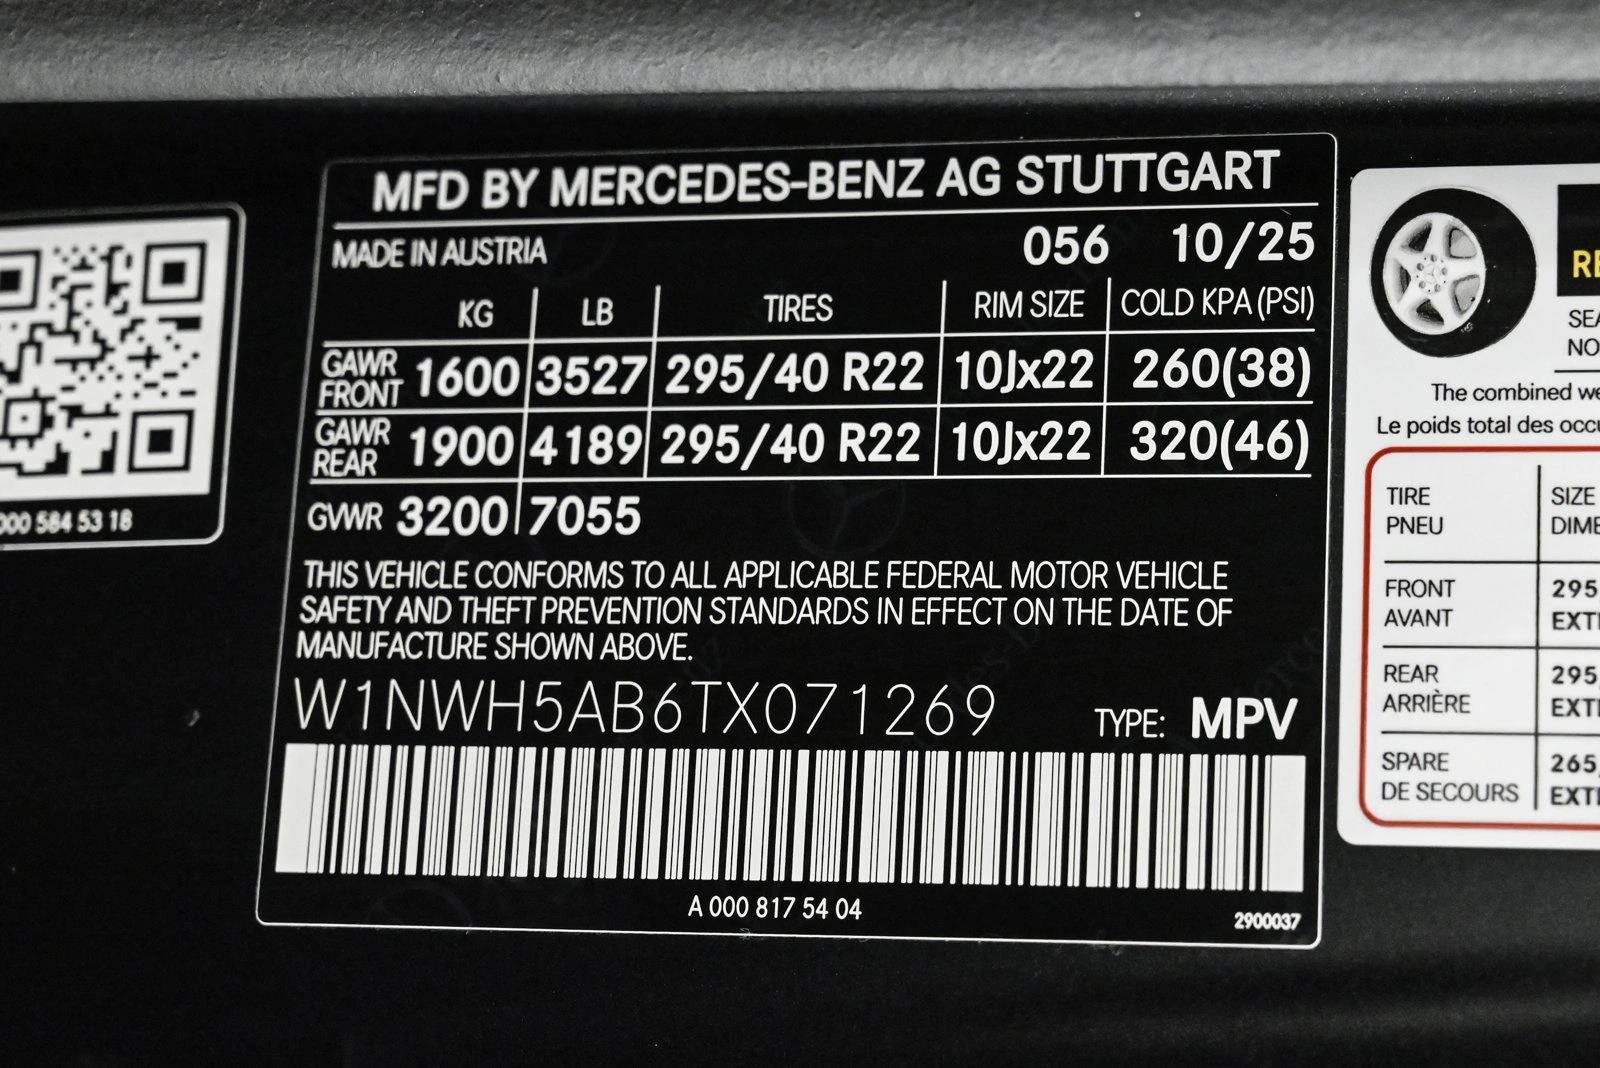 MFD BY MERCEDES-BENZ AG STUTTGART
MADE IN AUSTRIA 056 10/25
KG LB TIRES RIM SIZE COLD KPA (PSI)
GAWR FRONT 1600 3527 295/40 R22 10Jx22 260(38)
GAWR REAR 1900 4189 295/40 R22 10Jx22 320(46)
GVWR 3200 7055
THIS VEHICLE CONFORMS TO ALL APPLICABLE FEDERAL MOTOR VEHICLE
SAFETY AND THEFT PREVENTION STANDARDS IN EFFECT ON THE DATE OF
MANUFACTURE SHOWN ABOVE.
W1NWH5AB6TX071269 TYPE: MPV
A 000 817 54 04
2900037
000 584 53 18
The combined
Le poids total des
TIRE SIZE
PNEU
FRONT 295
AVANT
REAR 295
ARRIÈRE
SPARE 265
DE SECOURS